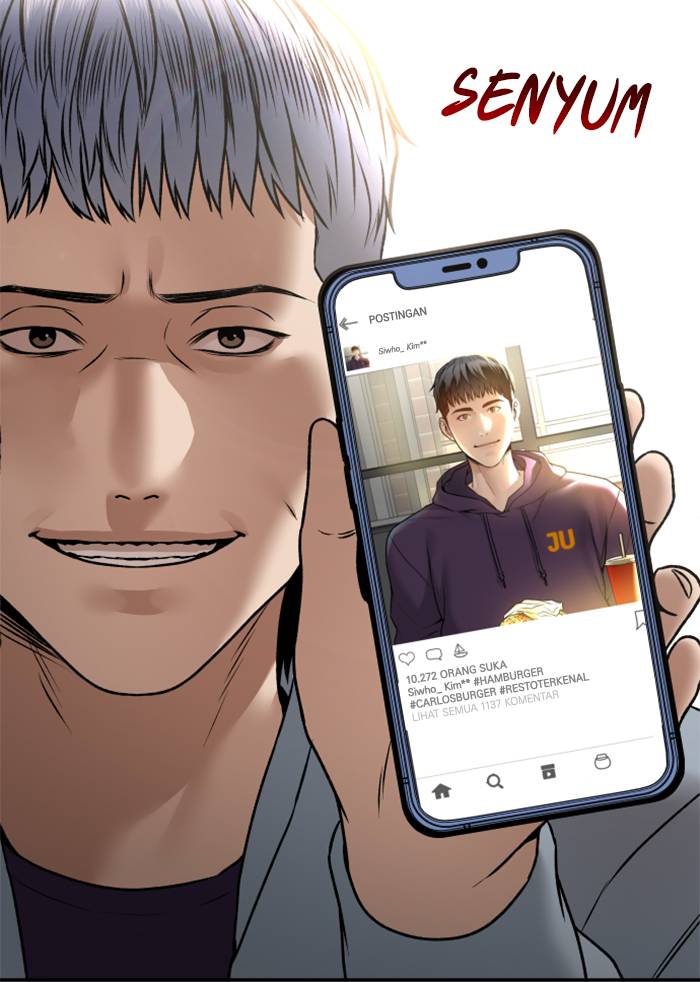 SENYUM
POSTINGAN
Siwho_ Kim**
JU
10.272 ORANG SUKA
Siwho_ Kim** #HAMBURGER
#CARLOSBURGER #RESTOTERKENAL
LIHAT SEMUA 1137 KOMENTAR